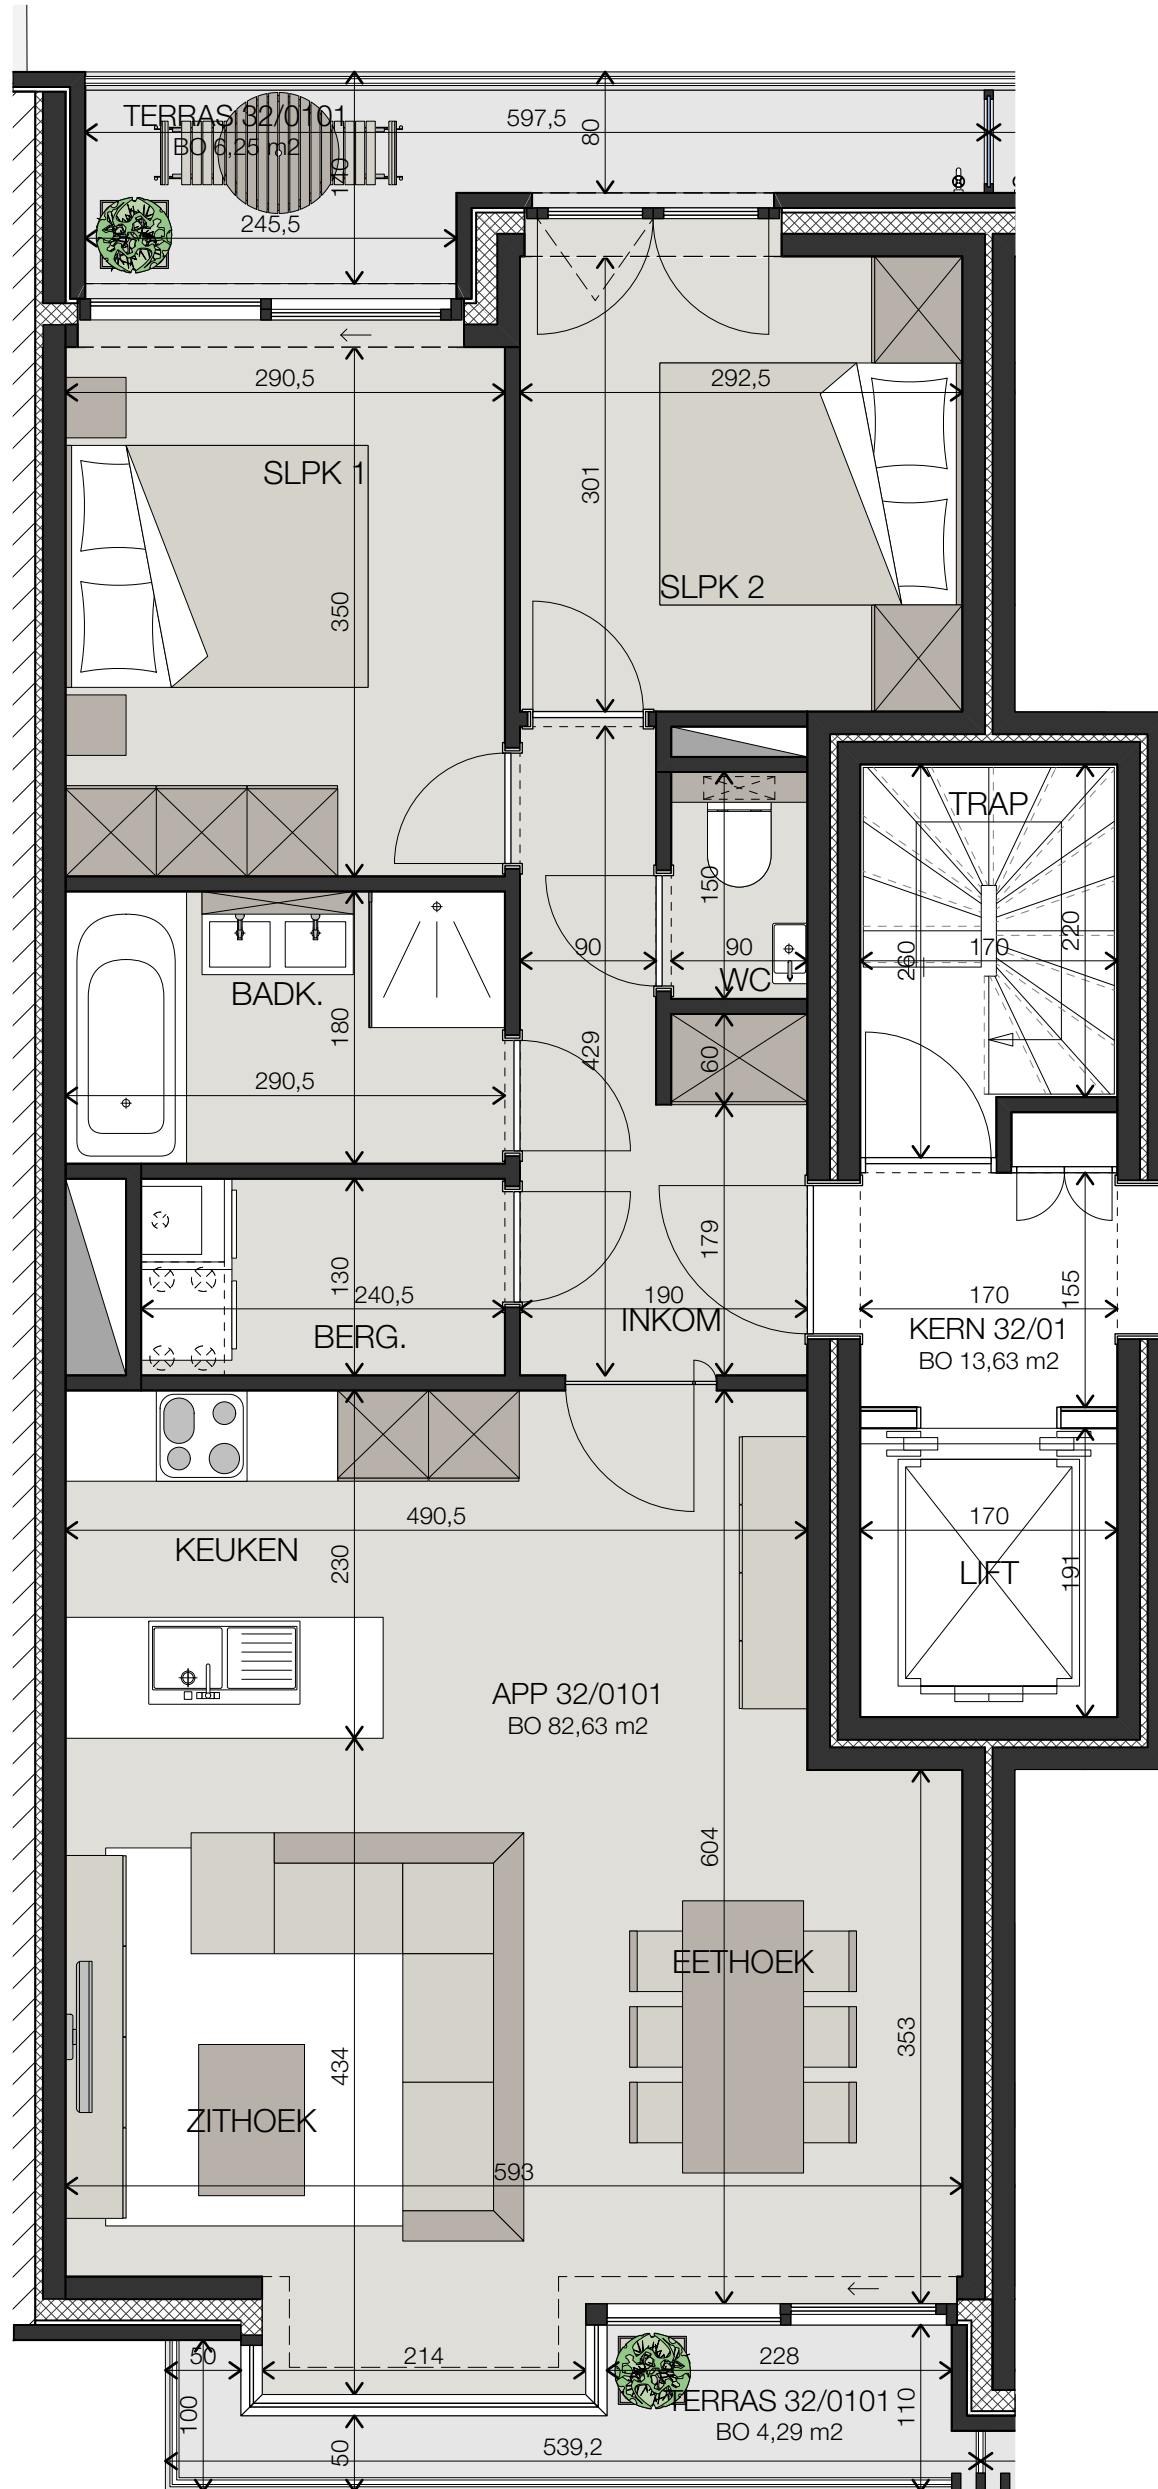 TERRAS 32/0101
BO 6,25 m2
597,5
80
140
245,5
290,5
292,5
SLPK 1
301
350
SLPK 2
TRAP
150
220
260
170
90
90
WC
BADK.
180
429
60
290,5
179
130
240,5
190
INKOM
BERG.
155
170
KERN 32/01
BO 13,63 m2
490,5
KEUKEN
230
170
LIFT
191
APP 32/0101
BO 82,63 m2
604
EETHOEK
353
434
ZITHOEK
593
50
214
228
TERRAS 32/0101
BO 4,29 m2
100
110
50
539,2